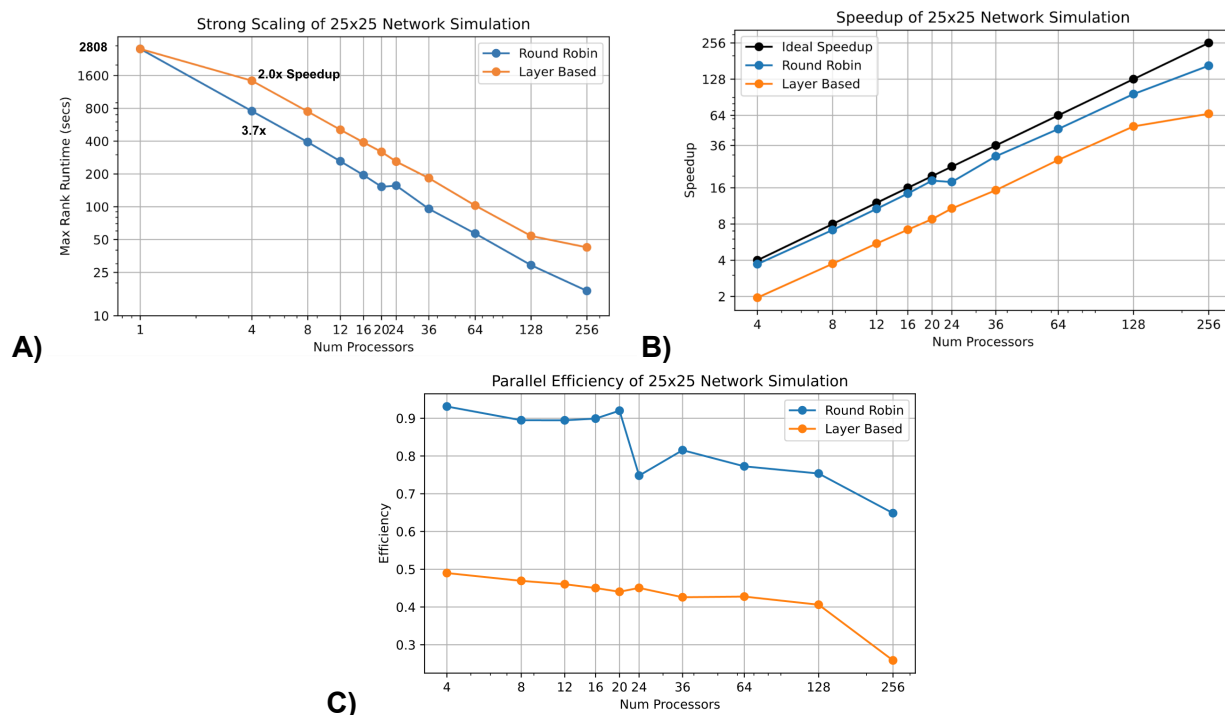 Strong Scaling of 25x25 Network Simulation
2808
1600
800
400
200
100
50
25
10
Max Rank Runtime (secs)
Round Robin
Layer Based
2.0x Speedup
3.7x
1 4 8 12 16 20 24 36 64 128 256
Num Processors
A)
Speedup of 25x25 Network Simulation
256
128
64
36
16
8
4
2
Speedup
Ideal Speedup
Round Robin
Layer Based
4 8 12 16 20 24 36 64 128 256
Num Processors
B)
Parallel Efficiency of 25x25 Network Simulation
0.9
0.8
0.7
0.6
0.5
0.4
0.3
Efficiency
Round Robin
Layer Based
4 8 12 16 20 24 36 64 128 256
Num Processors
C)